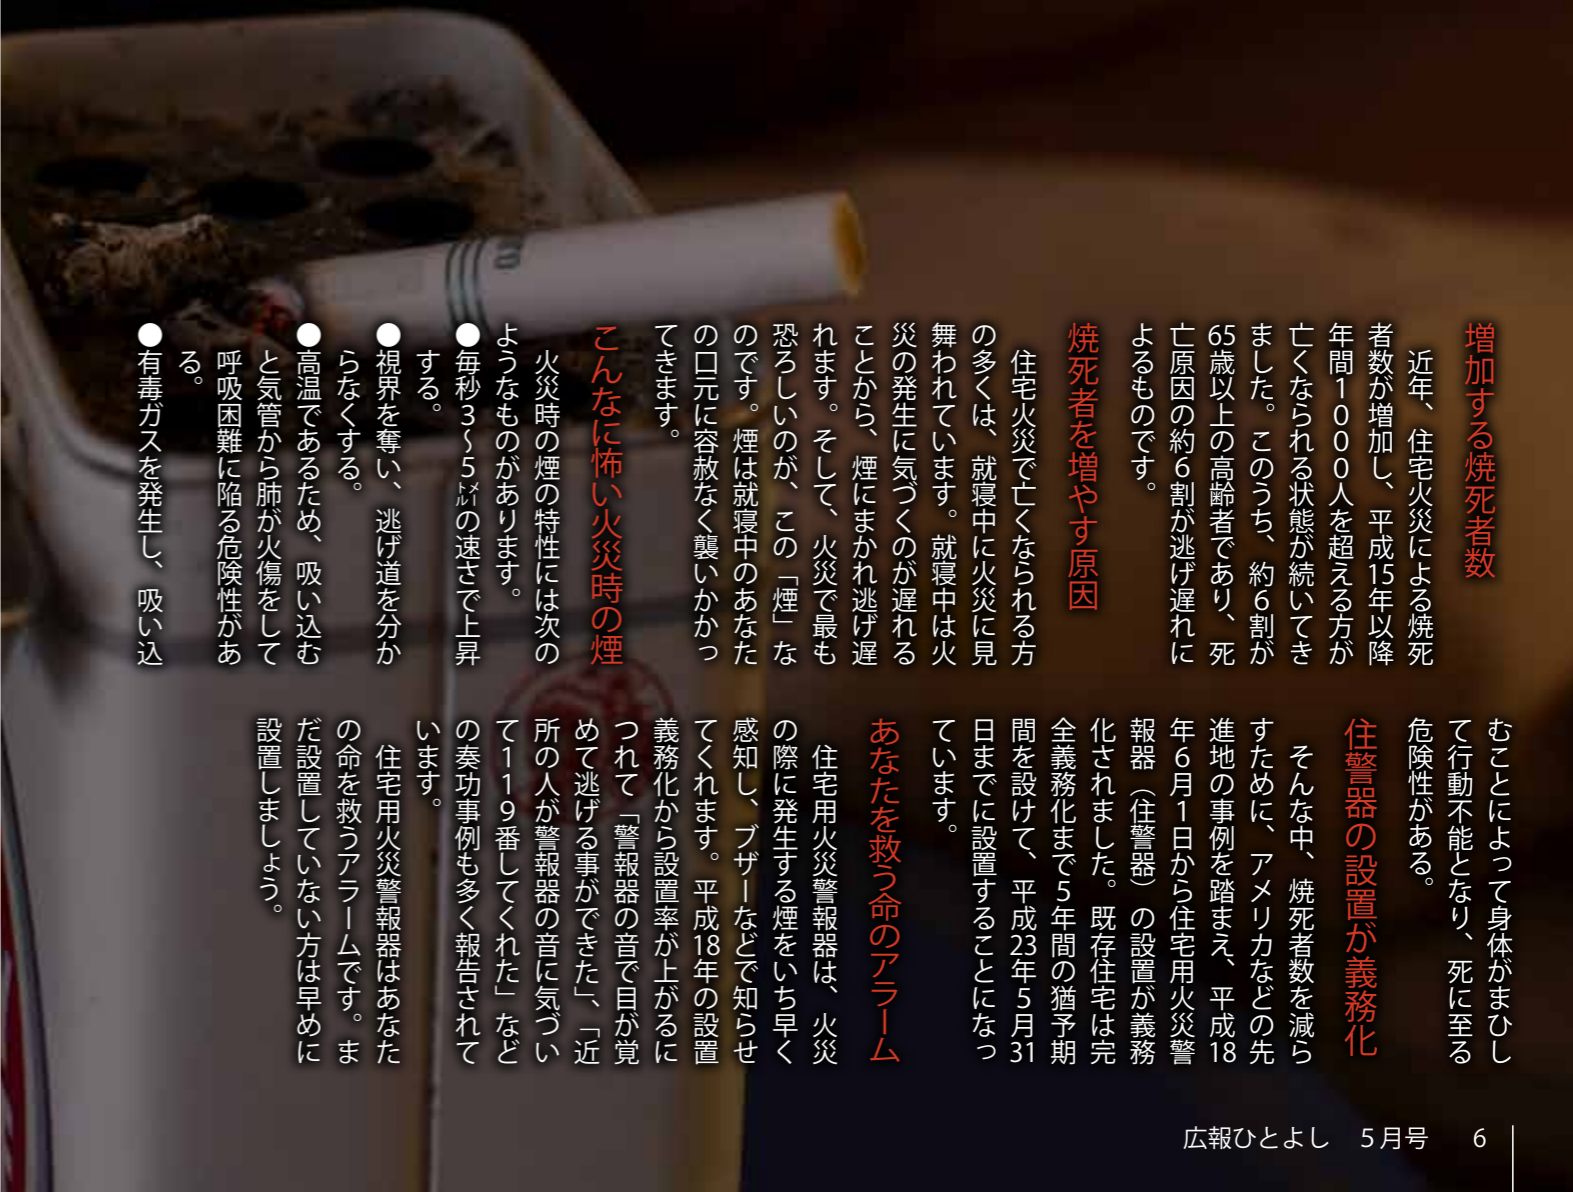 増加する焼死者数
近年、住宅火災による焼死
者数が増加し、平成15年以降
年間１０００人を超える方が
亡くなられる状態が続いてき
ました。このうち、約６割が
65歳以上の高齢者であり、死
亡原因の約６割が逃げ遅れに
よるものです。
焼死者を増やす原因
住宅火災で亡くなられる方
の多くは、就寝中に火災に見
舞われています。就寝中は火
災の発生に気づくのが遅れる
ことから、煙にまかれ逃げ遅
れます。そして、火災で最も
恐ろしいのが、この「煙」な
のです。煙は就寝中のあなた
の口元に容赦なく襲いかかっ
てきます。
こんなに怖い火災時の煙
火災時の煙の特性には次の
ようなものがあります。
●毎秒３〜５㍍の速さで上昇
する。
●視界を奪い、逃げ道を分か
らなくする。
●高温であるため、吸い込む
と気管から肺が火傷をして
呼吸困難に陥る危険性があ
る。
●有毒ガスを発生し、吸い込
むことによって身体がまひし
て行動不能となり、死に至る
危険性がある。
住警器の設置が義務化
そんな中、焼死者数を減ら
すために、アメリカなどの先
進地の事例を踏まえ、平成18
年６月１日から住宅用火災警
報器（住警器）の設置が義務
化されました。既存住宅は完
全義務化まで５年間の猶予期
間を設けて、平成23年５月31
日までに設置することになっ
ています。
あなたを救う命のアラーム
住宅用火災警報器は、火災
の際に発生する煙をいち早く
感知し、ブザーなどで知らせ
てくれます。平成18年の設置
義務化から設置率が上がるに
つれて「警報器の音で目が覚
めて逃げる事ができた」、「近
所の人が警報器の音に気づい
て１１９番してくれた」など
の奏功事例も多く報告されて
います。
住宅用火災警報器はあなた
の命を救うアラームです。ま
だ設置していない方は早めに
設置しましょう。
広報ひとよし　５月号　6